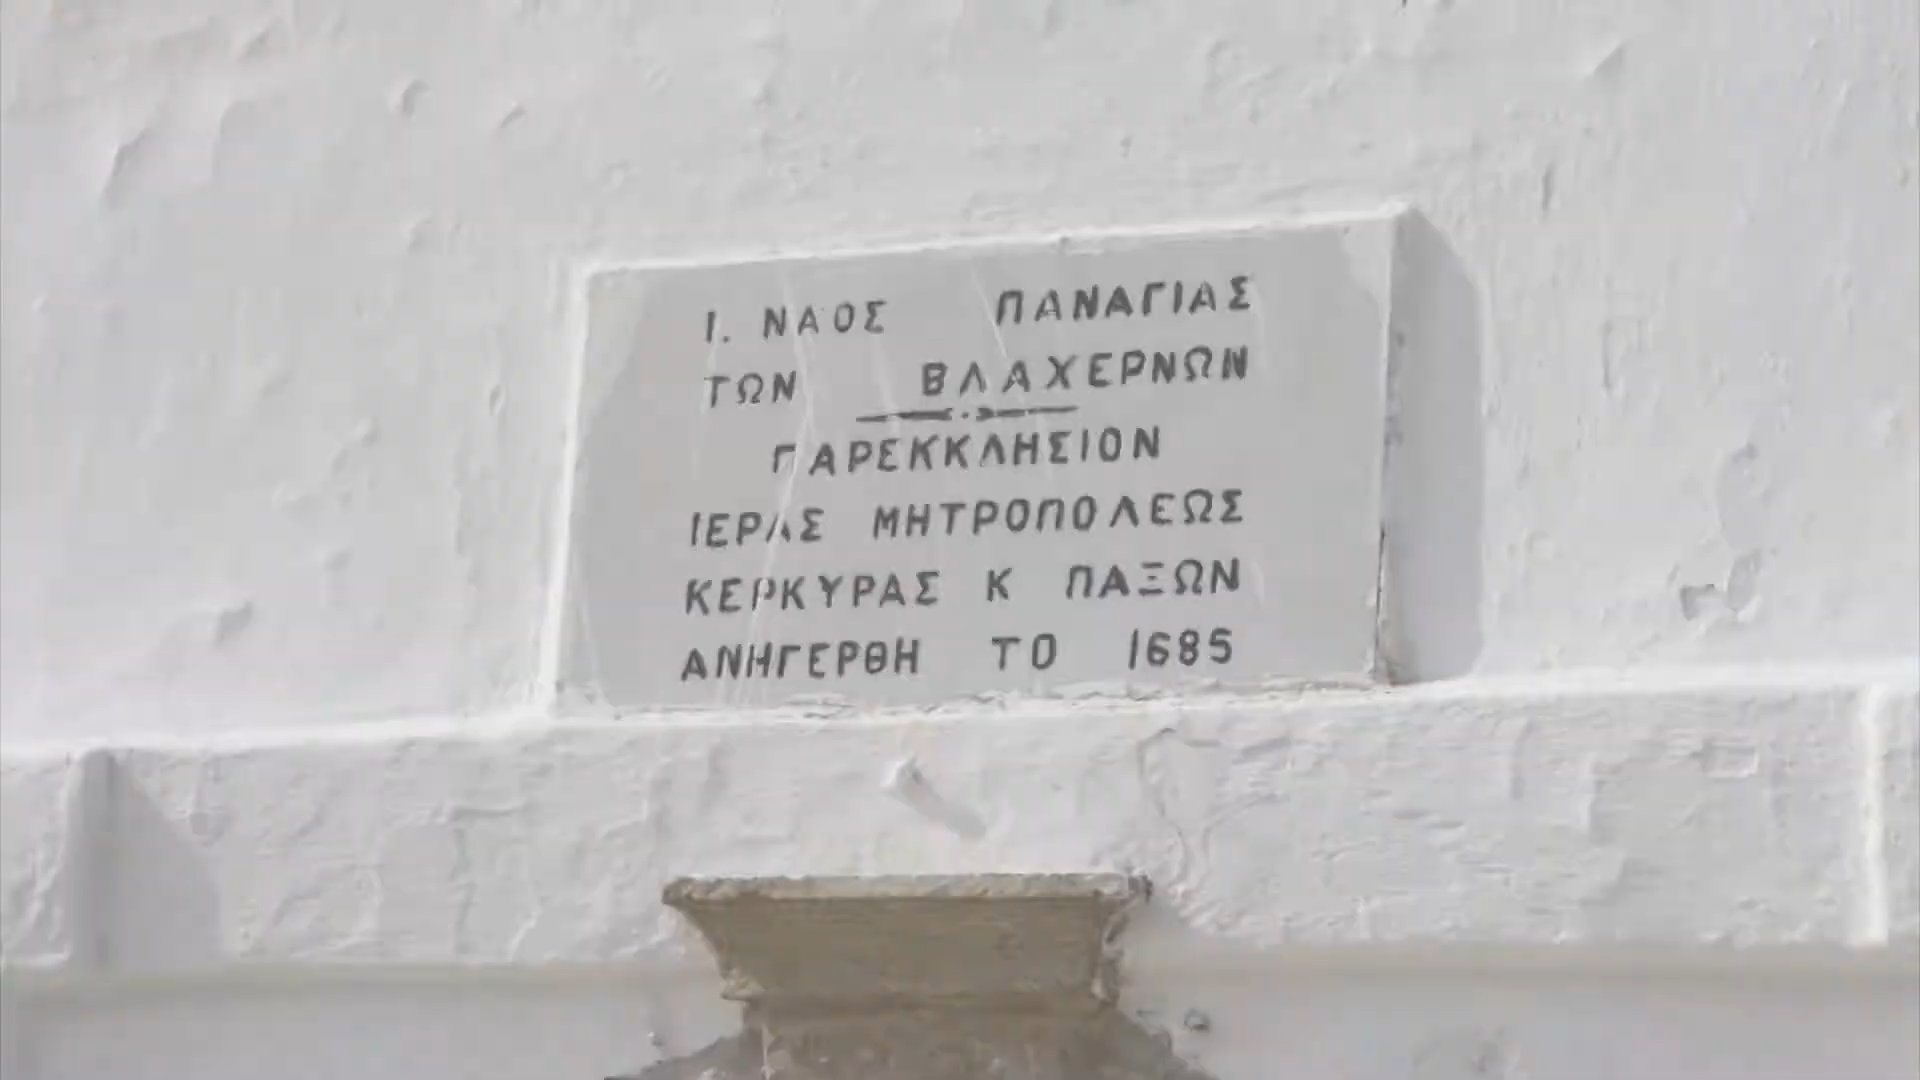 Ι. ΝΑΟΣ ΠΑΝΑΓΙΑΣ
ΤΩΝ ΒΛΑΧΕΡΝΩΝ
ΠΑΡΕΚΚΛΗΣΙΟΝ
ΙΕΡΑΣ ΜΗΤΡΟΠΟΛΕΩΣ
ΚΕΡΚΥΡΑΣ Κ ΠΑΞΩΝ
ΑΝΗΓΕΡΘΗ ΤΟ 1685